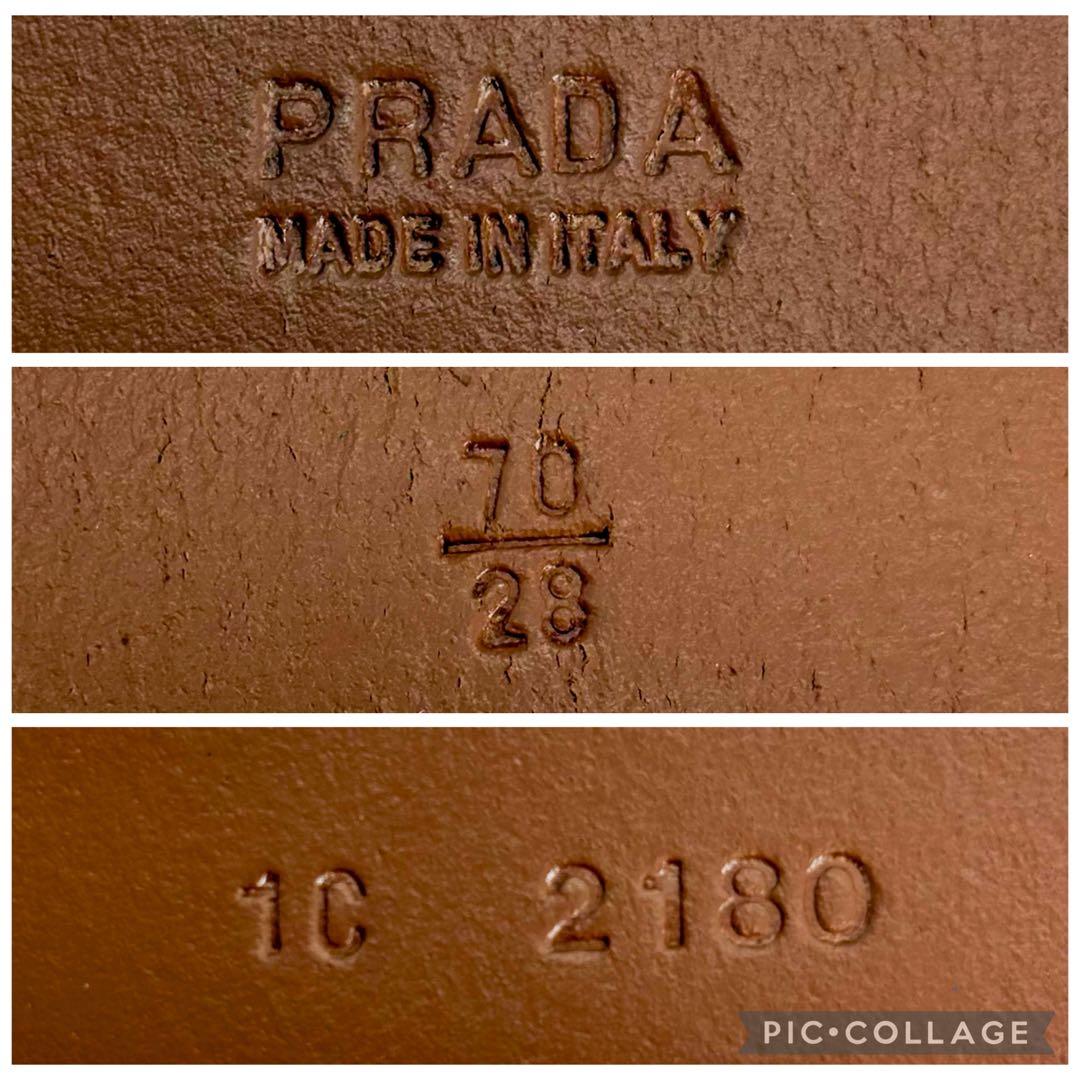 PRADA
MADE IN ITALY
70
28
1C 2180
PIC•COLLAGE